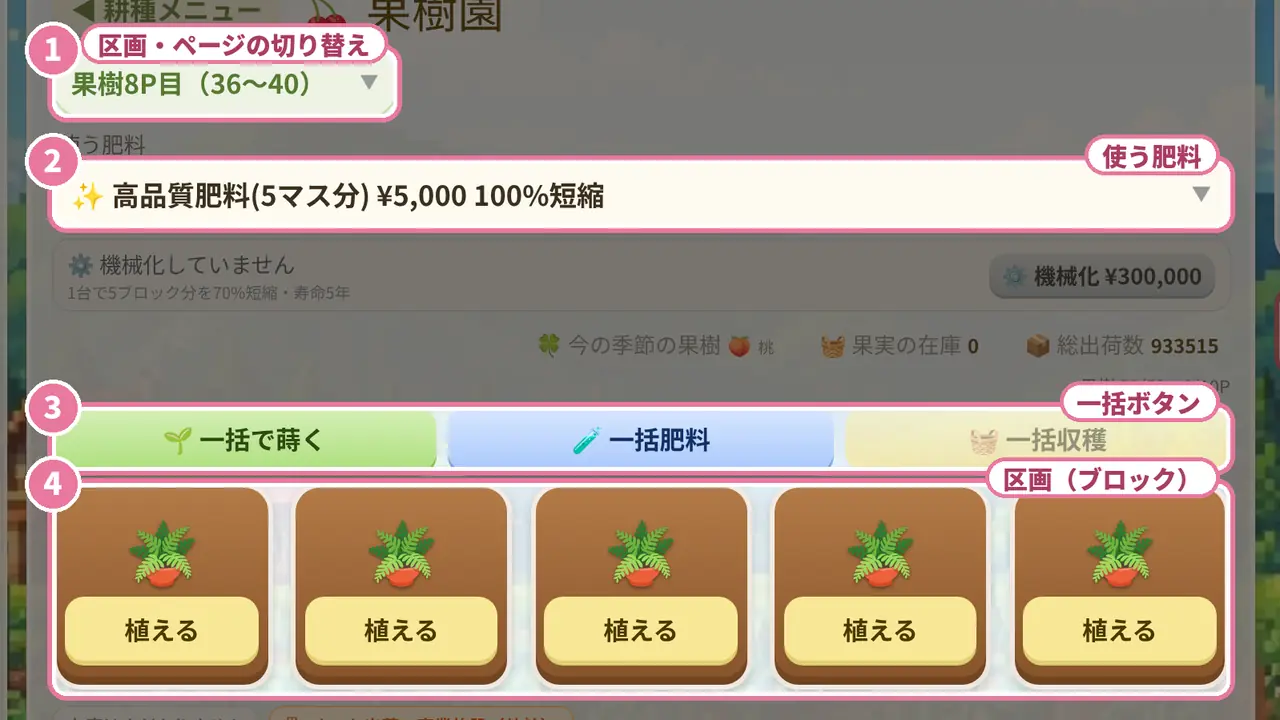 ◀ 耕種メニュー
果樹園
1 区画・ページの切り替え
果樹8P目（36〜40） ▼
使う肥料
2 使う肥料
高品質肥料(5マス分) ¥5,000 100%短縮 ▼
機械化していません
機械化 ¥300,000
1台で5ブロック分を70%短縮・寿命5年
今の季節の果樹 桃 果実の在庫 0 総出荷数 933515
3 一括ボタン
一括で蒔く 一括肥料 一括収穫
4 区画（ブロック）
植える 植える 植える 植える 植える